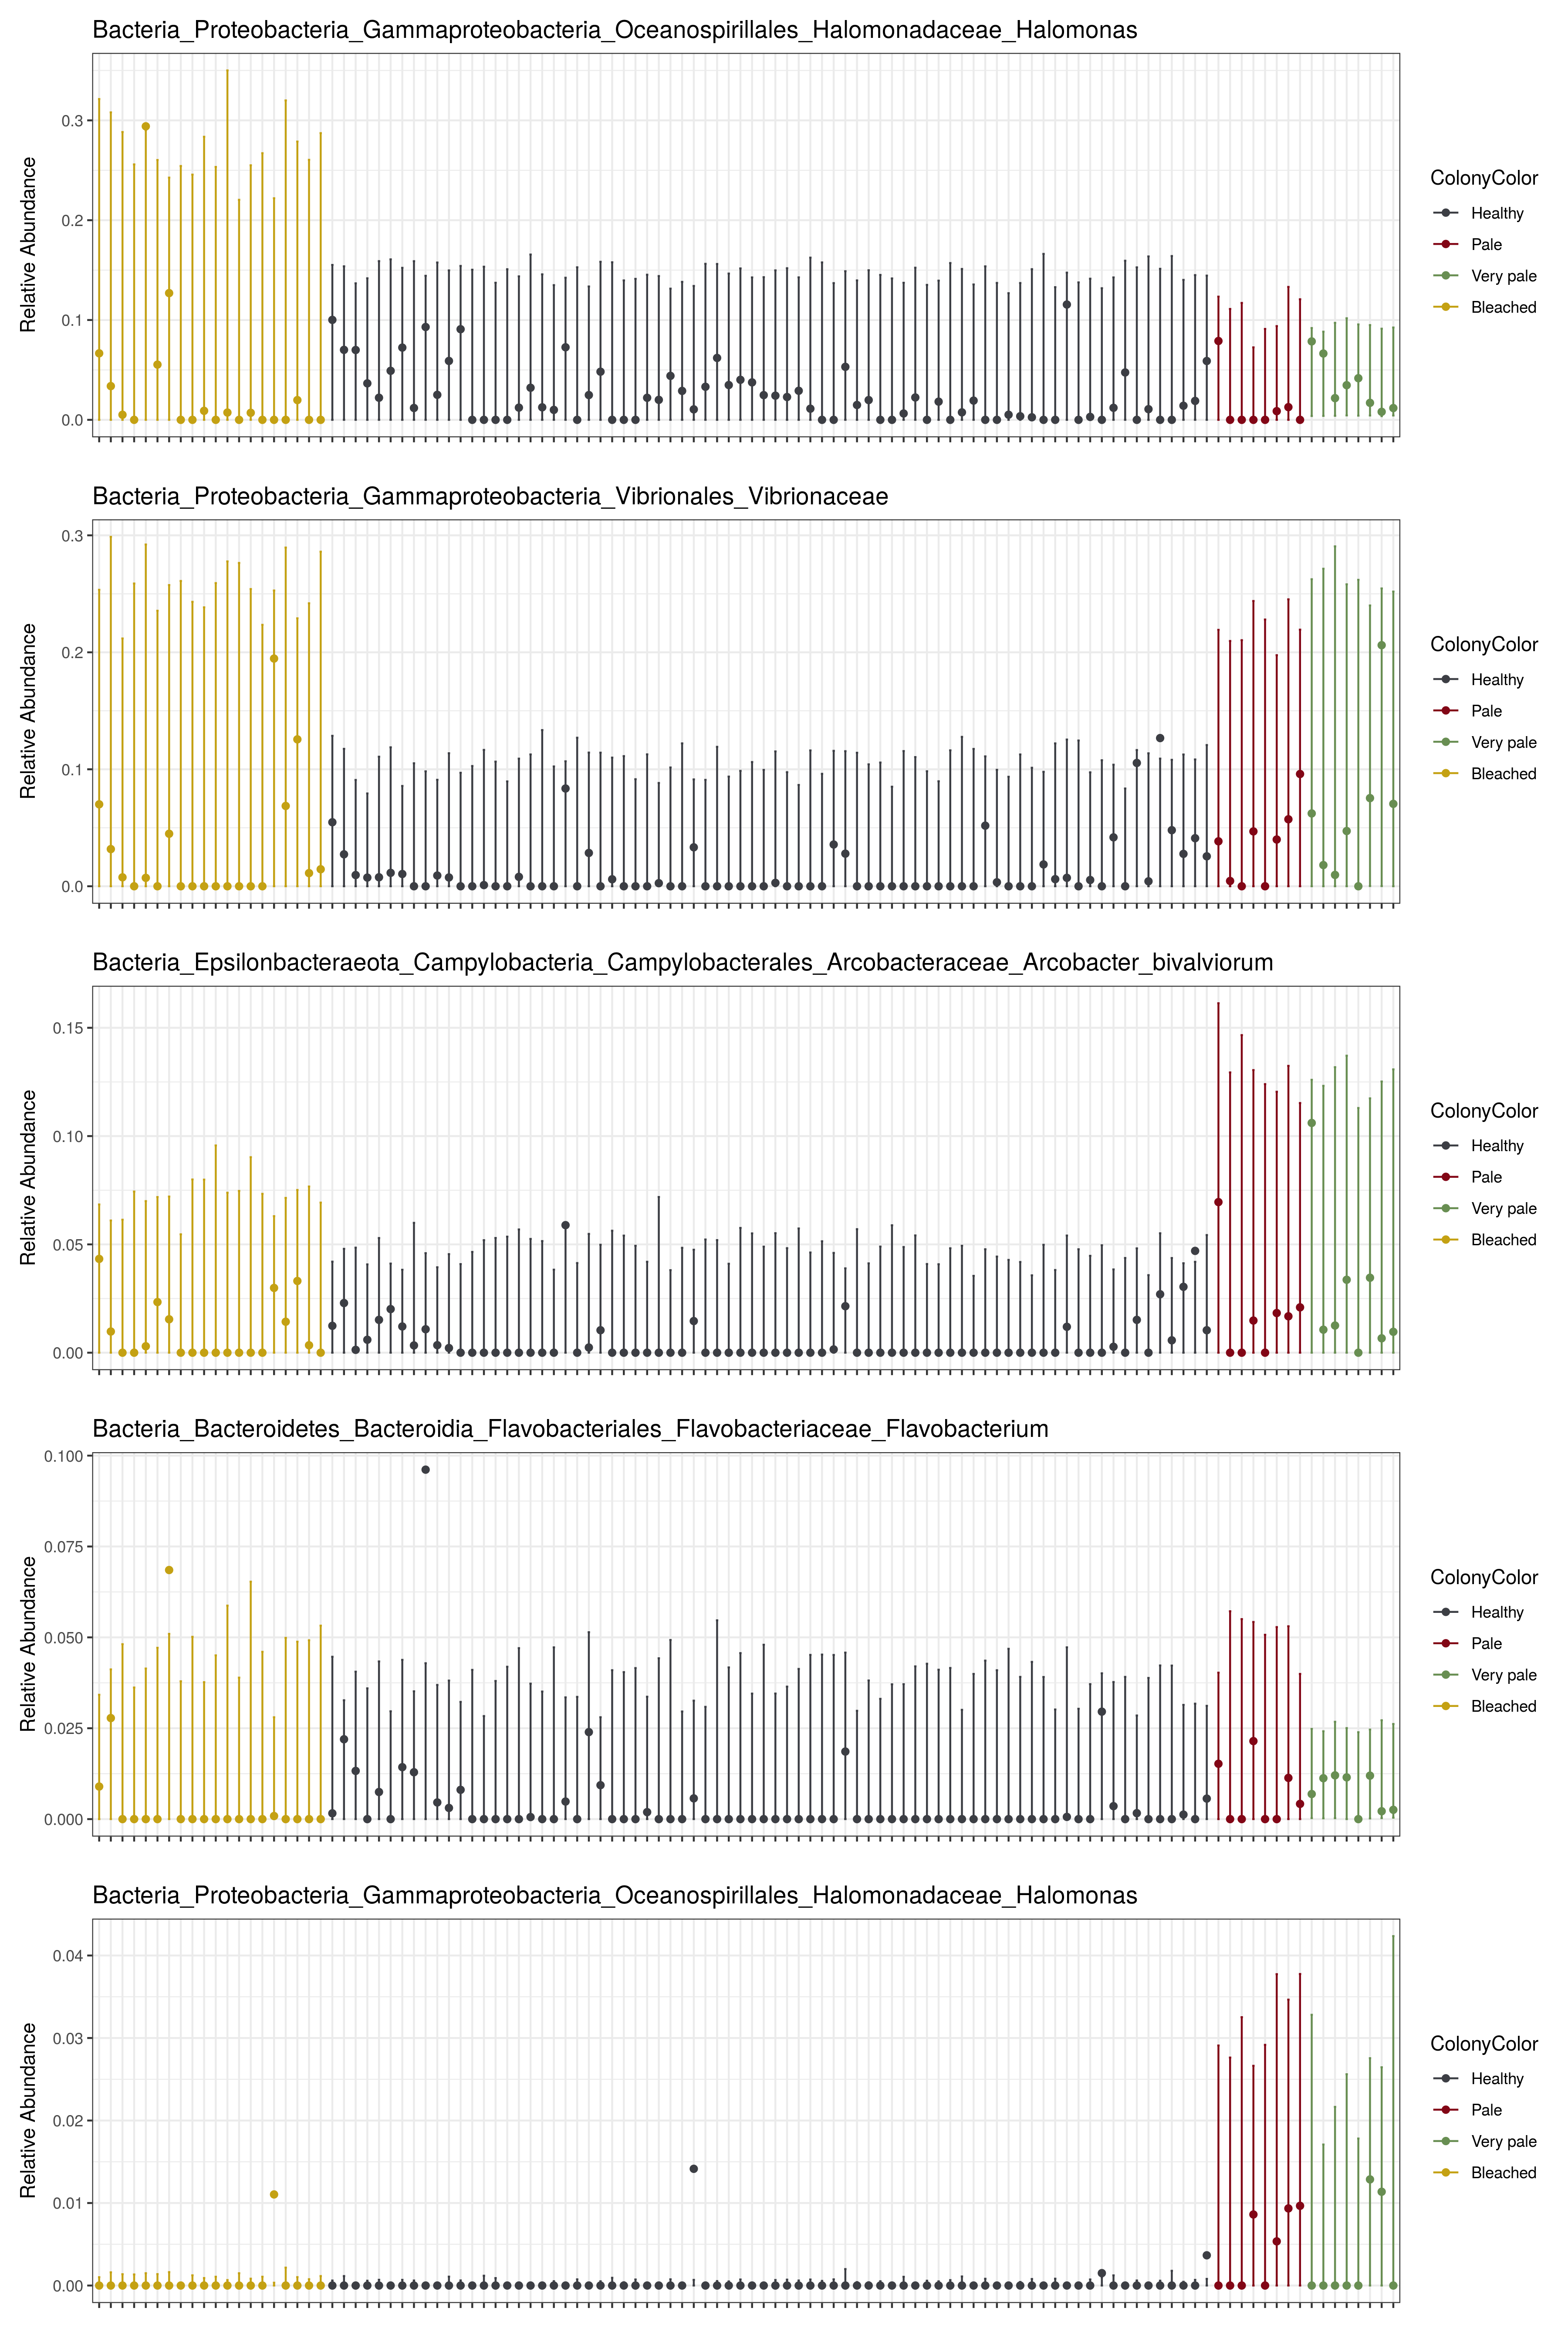 Bacteria_Proteobacteria_Gammaproteobacteria_Oceanospirillales_Halomonadaceae_Halomonas
Relative Abundance
0.3
0.2
0.1
0.0
ColonyColor
Healthy
Pale
Very pale
Bleached
Bacteria_Proteobacteria_Gammaproteobacteria_Vibrionales_Vibrionaceae
Relative Abundance
0.3
0.2
0.1
0.0
ColonyColor
Healthy
Pale
Very pale
Bleached
Bacteria_Epsilonbacteraeota_Campylobacteria_Campylobacterales_Arcobacteraceae_Arcobacter_bivalviorum
Relative Abundance
0.15
0.10
0.05
0.00
ColonyColor
Healthy
Pale
Very pale
Bleached
Bacteria_Bacteroidetes_Bacteroidia_Flavobacteriales_Flavobacteriaceae_Flavobacterium
Relative Abundance
0.100
0.075
0.050
0.025
0.000
ColonyColor
Healthy
Pale
Very pale
Bleached
Bacteria_Proteobacteria_Gammaproteobacteria_Oceanospirillales_Halomonadaceae_Halomonas
Relative Abundance
0.04
0.03
0.02
0.01
0.00
ColonyColor
Healthy
Pale
Very pale
Bleached